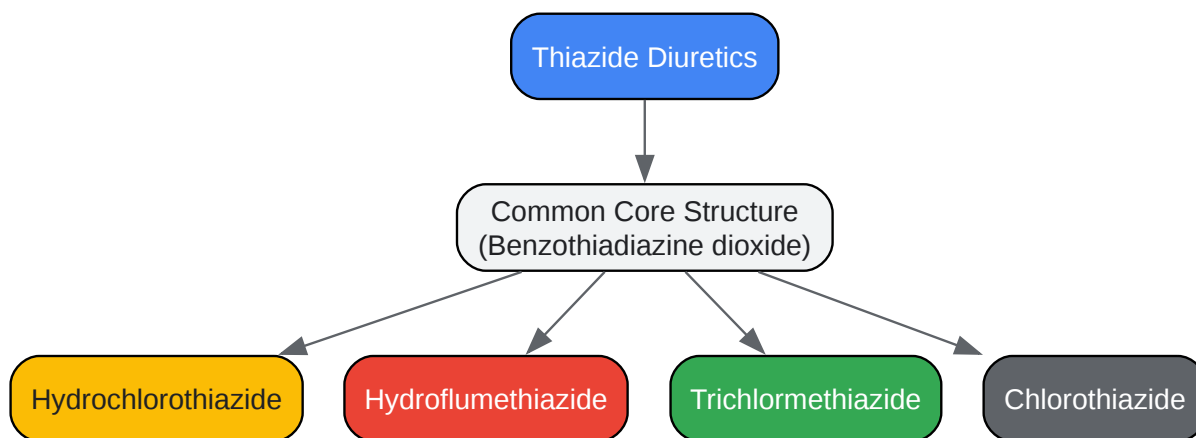 Thiazide Diuretics
Common Core Structure
(Benzothiadiazine dioxide)
Hydrochlorothiazide
Hydroflumethiazide
Trichlormethiazide
Chlorothiazide